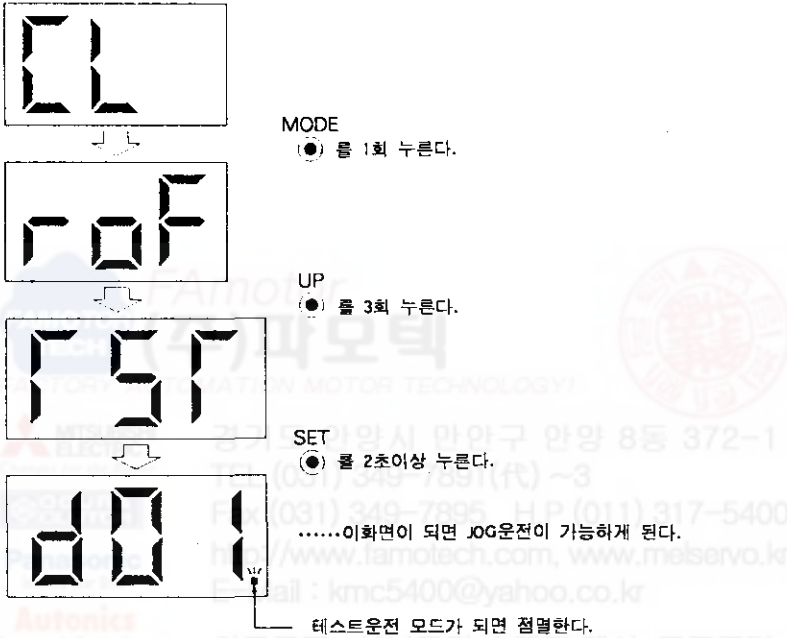 CL
MODE
를 1회 누른다.
roF
UP
를 3회 누른다.
TST
SET
를 2초이상 누른다.
d01
......이화면이 되면 JOG운전이 가능하게 된다.
테스트운전 모드가 되면 점멸한다.
FAmotor
(주)파모텍
FACTORY AUTOMATION MOTOR TECHNOLOGY!
MITSUBISHI ELECTRIC
경기도 안양시 만안구 안양 8동 372-1
TEL (031) 349-7891(代) ~3
Fax (031) 349-7895, H.P (011) 317-5400
http://www.famotech.com, www.melservo.kr
Panasonic
E-mail : kmc5400@yahoo.co.kr
Autonics